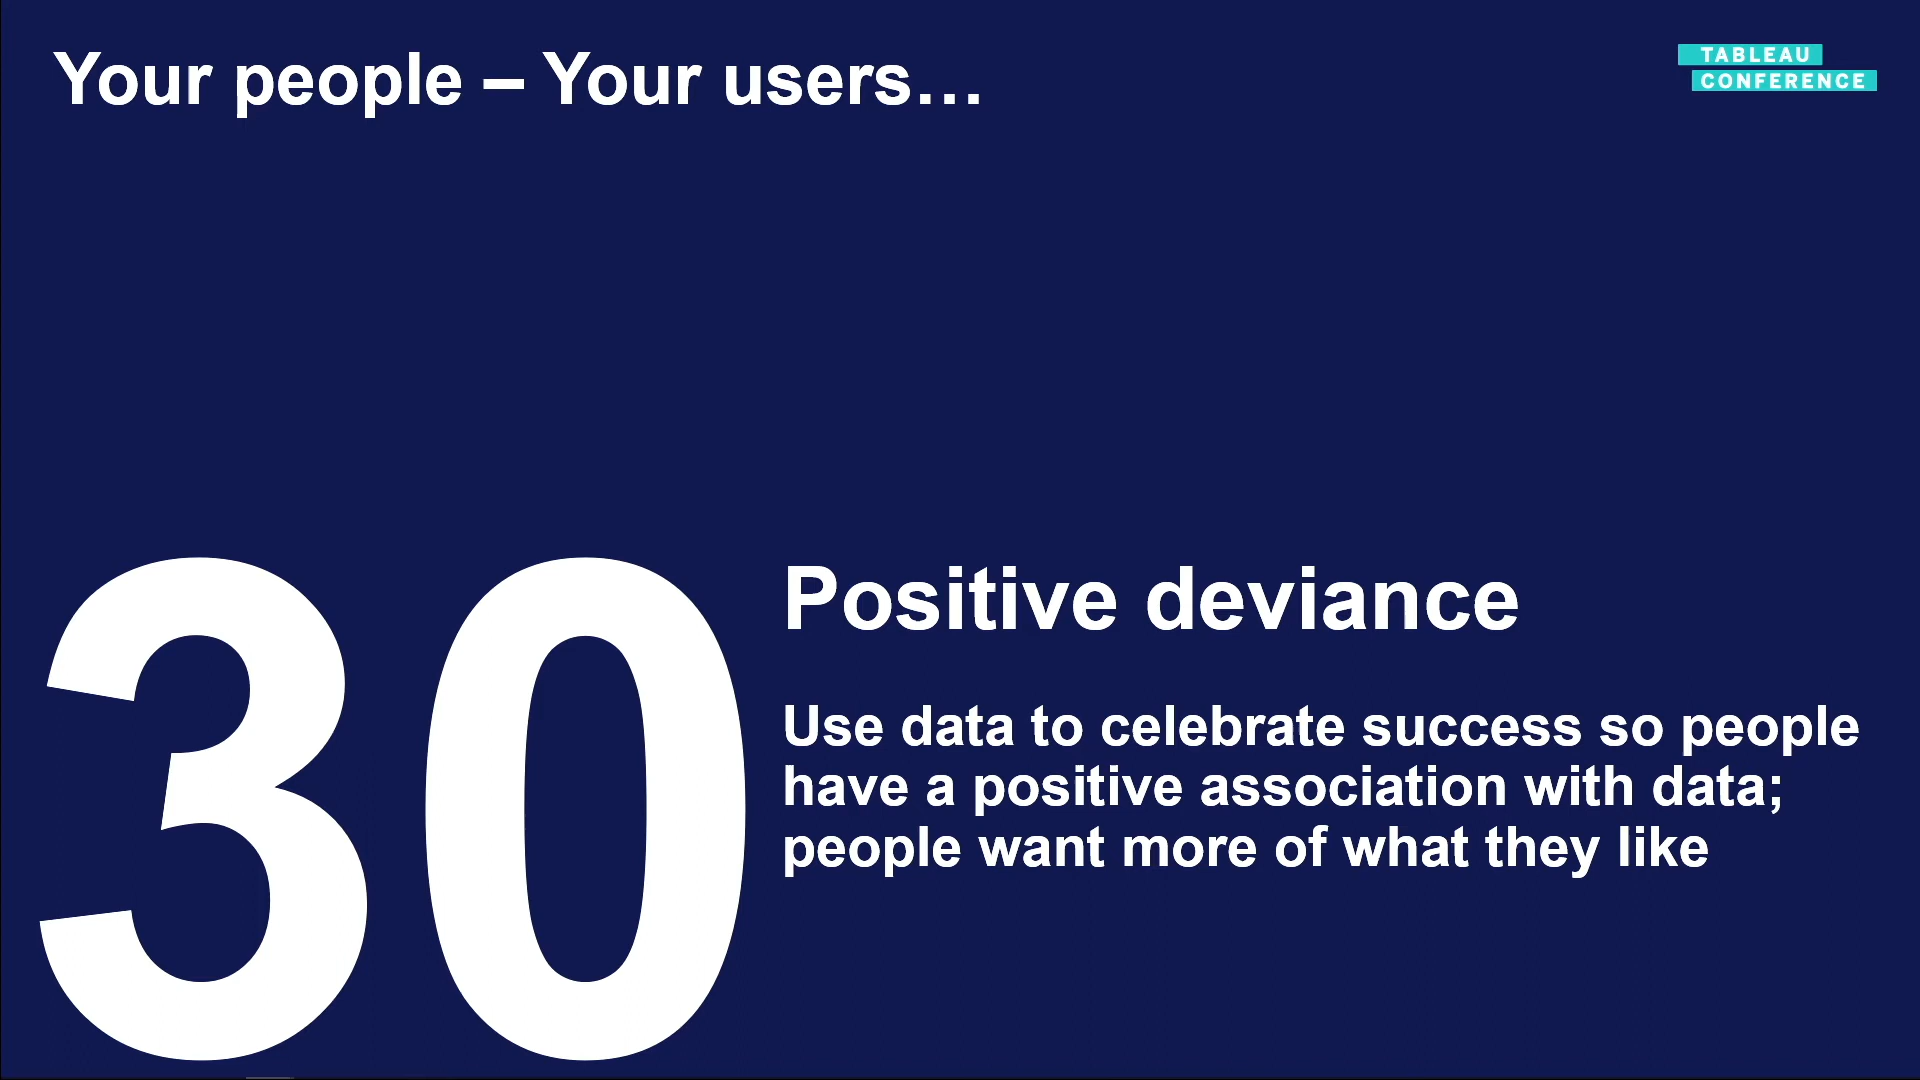 Your people – Your users…
TABLEAU
CONFERENCE
30
Positive deviance
Use data to celebrate success so people
have a positive association with data;
people want more of what they like